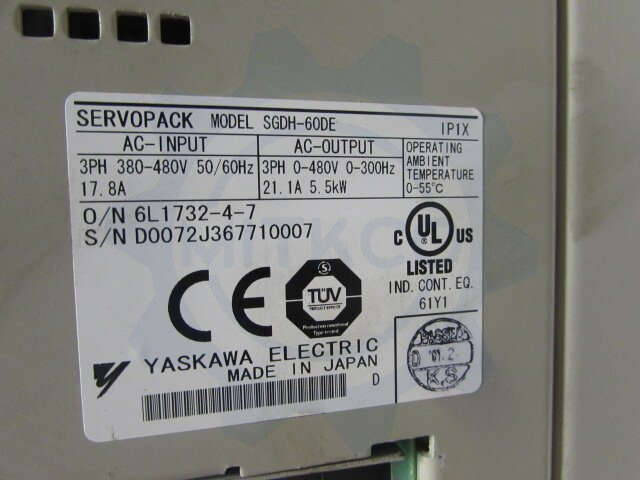 SERVOPACK MODEL SGDH-60DE IP1X
AC-INPUT
3PH 380-480V 50/60Hz
17.8A
AC-OUTPUT
3PH 0-480V 0-300Hz
21.1A 5.5kW
OPERATING
AMBIENT
TEMPERATURE
0-55℃
O/N 6L1732-4-7
S/N D0072J367710007
C UL US
LISTED
IND. CONT. EQ.
61Y1
CE
TÜV
YASKAWA ELECTRIC
MADE IN JAPAN
D
D '01.2
K.S